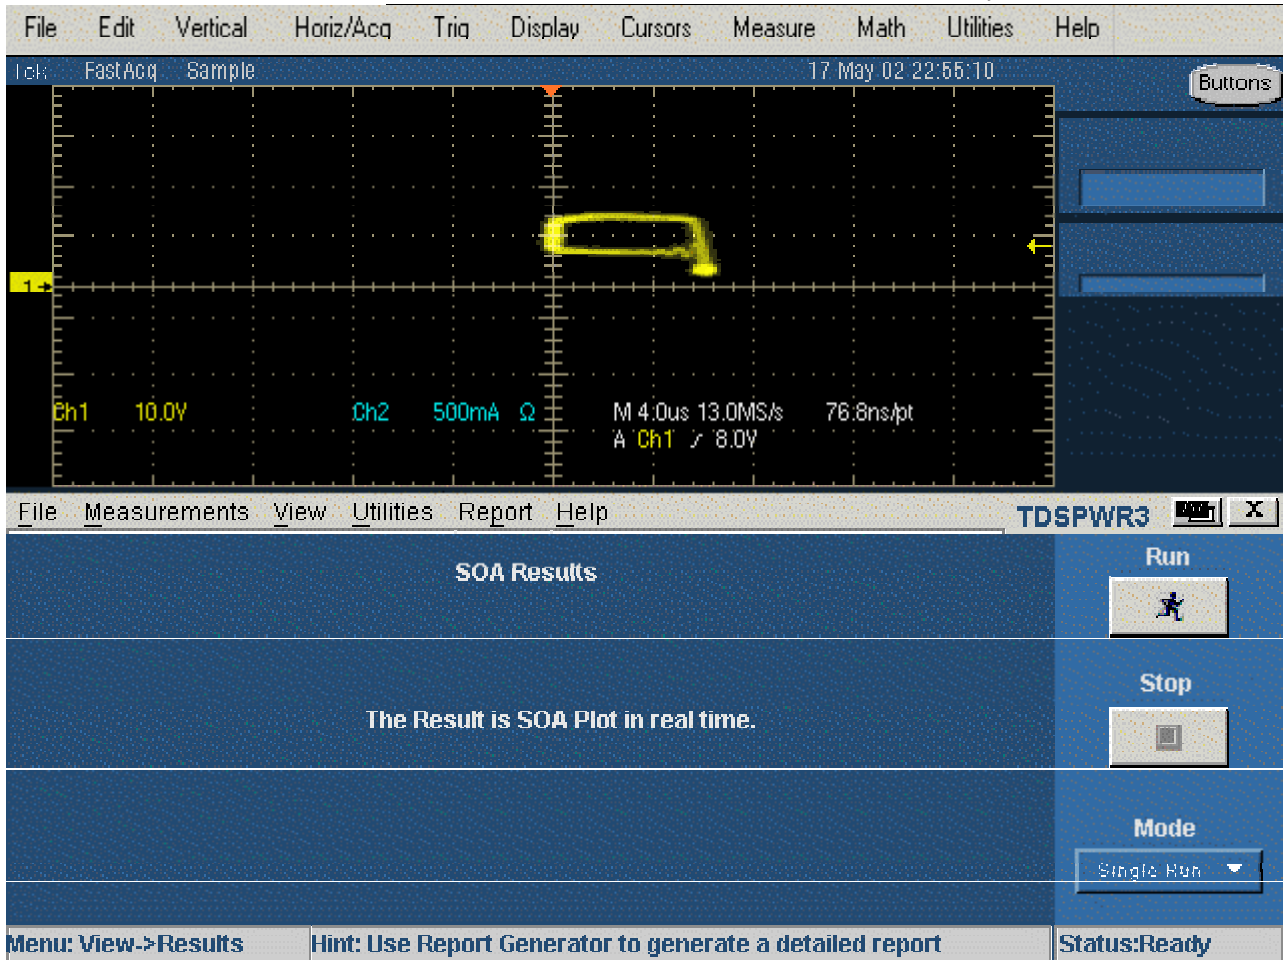 File Edit Vertical Horiz/Acq Trig Display Cursors Measure Math Utilities Help
Tek FastAcq Sample 17 May 02 22:55:10
Buttons
1
Ch1 10.0V Ch2 500mA Ω M 4.0us 13.0MS/s 76.8ns/pt
A Ch1 / 8.0V
File Measurements View Utilities Report Help
TDSPWR3 X
SOA Results
Run
The Result is SOA Plot in real time.
Stop
Mode
Single Run
Menu: View->Results Hint: Use Report Generator to generate a detailed report Status:Ready